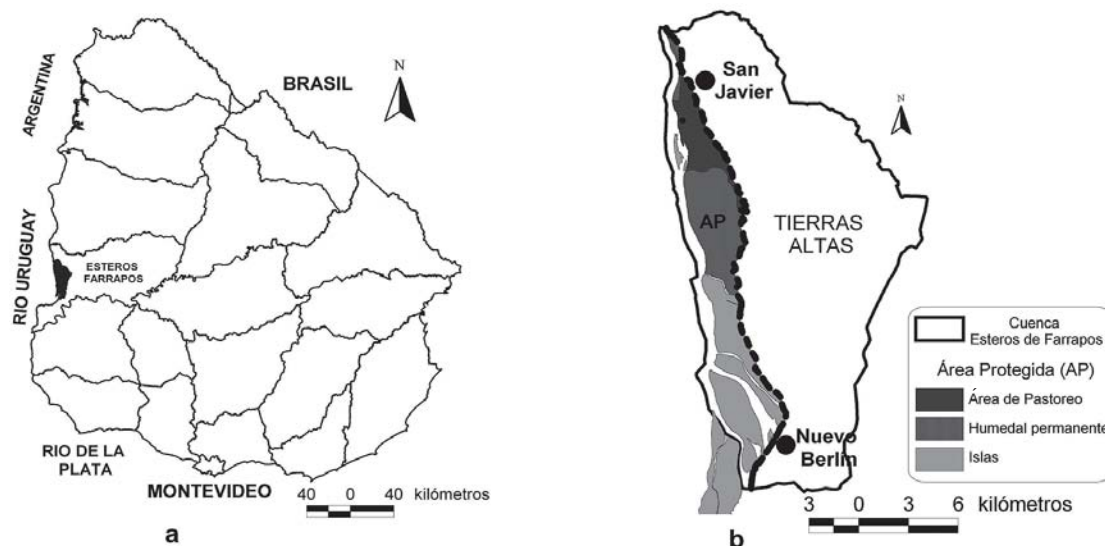 N
BRASIL
ARGENTINA
RIO URUGUAY
ESTEROS
FARRAPOS
RIO DE LA
PLATA
MONTEVIDEO
40 0 40 kilómetros
a
San
Javier
N
AP
TIERRAS
ALTAS
Nuevo
Berlín
Cuenca
Esteros de Farrapos
Área Protegida (AP)
Área de Pastoreo
Humedal permanente
Islas
3 0 3 6 kilómetros
b